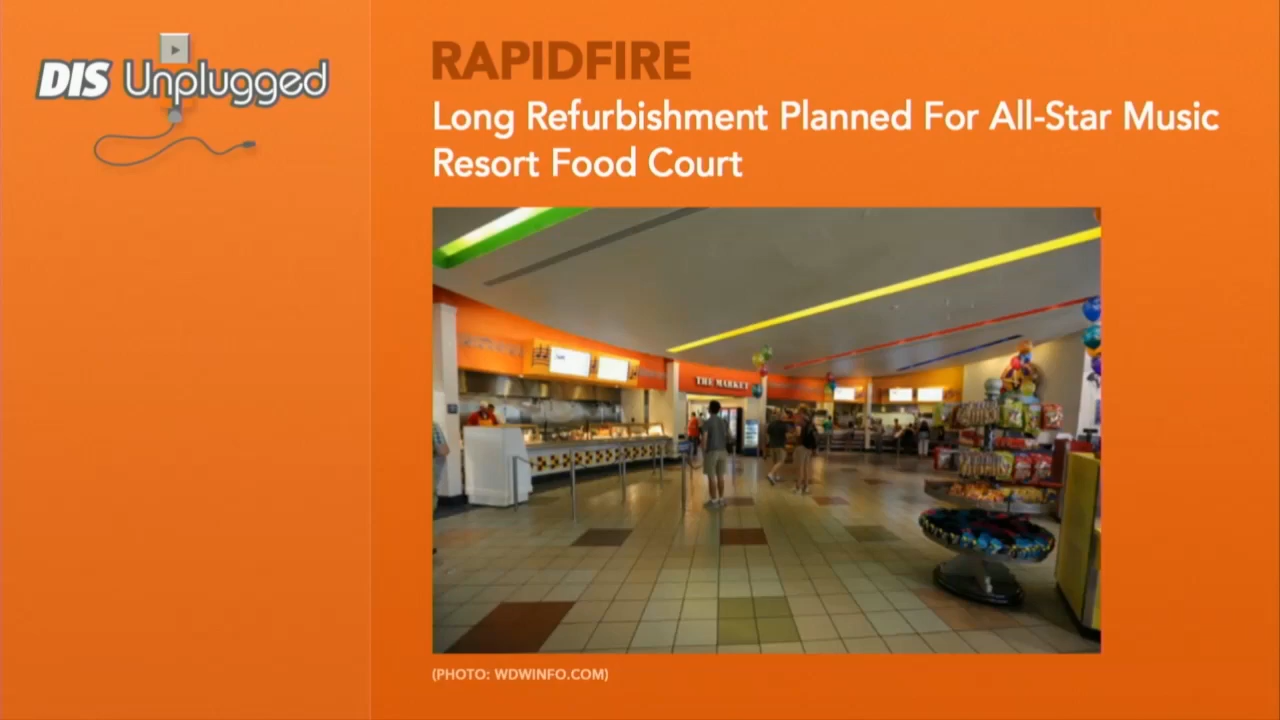 DIS Unplugged
RAPIDFIRE
Long Refurbishment Planned For All-Star Music
Resort Food Court
THE MARKET
(PHOTO: WDWINFO.COM)